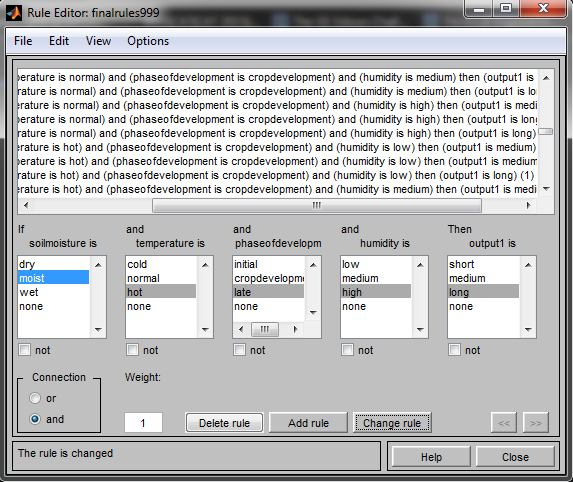 Rule Editor: finalrules999
File Edit View Options
perature is normal) and (phaseofdevelopment is cropdevelopment) and (humidity is medium) then (output1 is
rature is normal) and (phaseofdevelopment is cropdevelopment) and (humidity is medium) then (output1 is
rature is normal) and (phaseofdevelopment is cropdevelopment) and (humidity is high) then (output1 is medi
perature is normal) and (phaseofdevelopment is cropdevelopment) and (humidity is high) then (output1 is long
rature is normal) and (phaseofdevelopment is cropdevelopment) and (humidity is high) then (output1 is long)
rature is hot) and (phaseofdevelopment is cropdevelopment) and (humidity is low) then (output1 is medium)
perature is hot) and (phaseofdevelopment is cropdevelopment) and (humidity is low) then (output1 is medium
rature is hot) and (phaseofdevelopment is cropdevelopment) and (humidity is low) then (output1 is long) (1)
rature is hot) and (phaseofdevelopment is cropdevelopment) and (humidity is medium) then (output1 is medi
If and and and Then
soilmoisture is temperature is phaseofdevelopm humidity is output1 is
dry cold initial low short
moist normal cropdevelopme medium medium
wet hot late high long
none none none none none
not not not not not
Connection Weight:
or
and 1 Delete rule Add rule Change rule << >>
The rule is changed Help Close